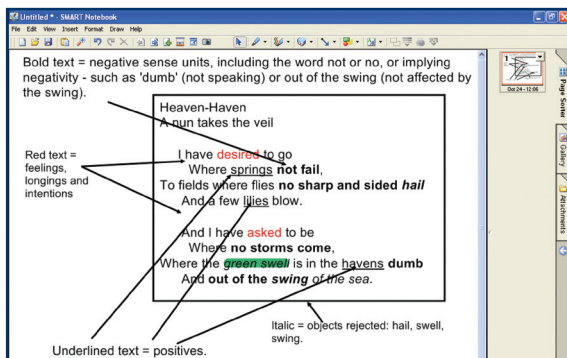 Untitled * - SMART Notebook
File Edit View Insert Format Draw Help
Bold text = negative sense units, including the word not or no, or implying
negativity - such as 'dumb' (not speaking) or out of the swing (not affected by
the swing).
Heaven-Haven
A nun takes the veil
I have desired to go
Where springs not fail,
To fields where flies no sharp and sided hail
And a few lilies blow.
And I have asked to be
Where no storms come,
Where the green swell is in the havens dumb
And out of the swing of the sea.
Red text =
feelings,
longings and
intentions
Italic = objects rejected: hail, swell,
swing.
Underlined text = positives.
1
Oct 24 - 12:06
Page Sorter
Gallery
Attachments